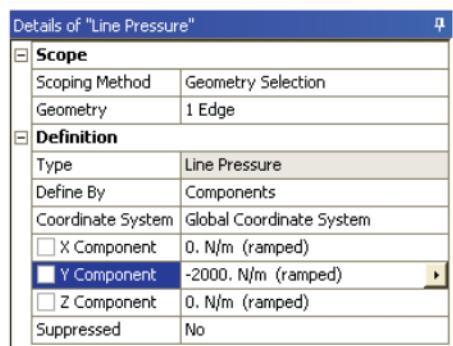 Details of "Line Pressure"
Scope
Scoping Method Geometry Selection
Geometry 1 Edge
Definition
Type Line Pressure
Define By Components
Coordinate System Global Coordinate System
X Component 0. N/m (ramped)
Y Component -2000. N/m (ramped)
Z Component 0. N/m (ramped)
Suppressed No